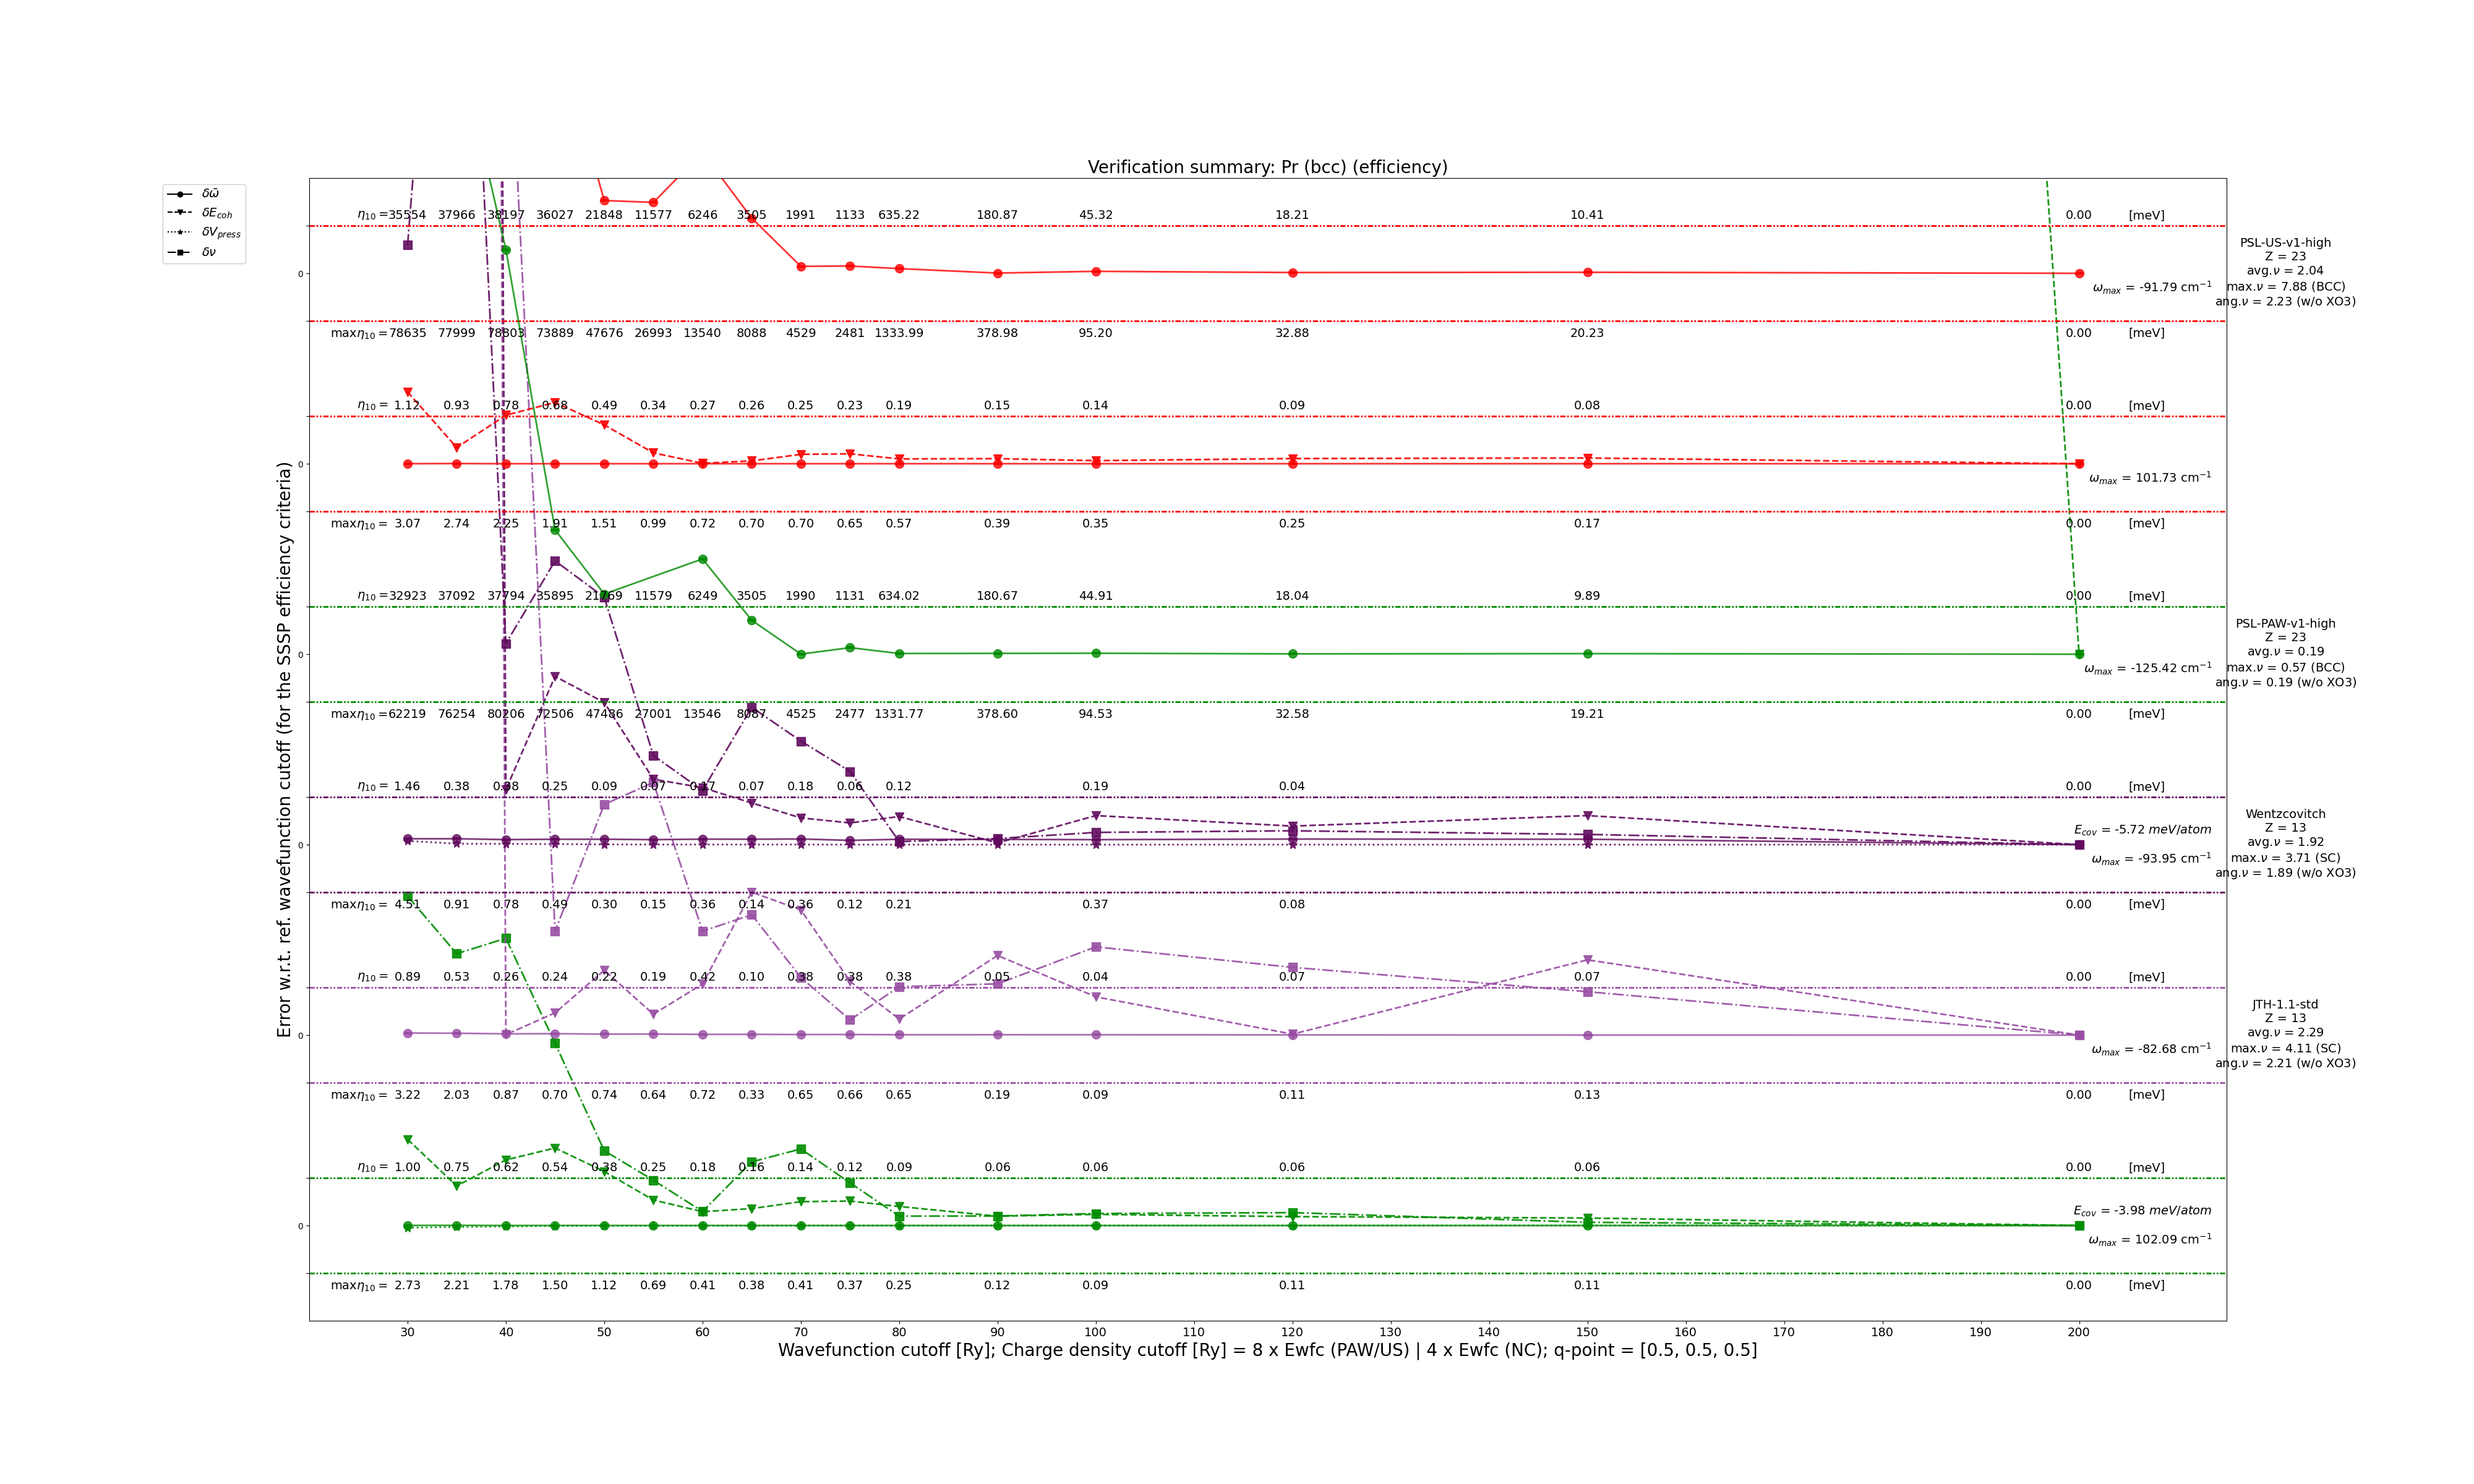 Verification summary: Pr (bcc) (efficiency)
δω̄
δE_coh
δV_press
δν
Error w.r.t. ref. wavefunction cutoff (for the SSSP efficiency criteria)
η10 = 35554 37966 38197 36027 21848 11577 6246 3505 1991 1133 635.22 180.87 45.32 18.21 10.41 0.00 [meV]
0
ω_max = -91.79 cm⁻¹
PSL-US-v1-high
Z = 23
avg.ν = 2.04
max.ν = 7.88 (BCC)
ang.ν = 2.23 (w/o XO3)
maxη10 = 78635 77999 78803 73889 47676 26993 13540 8088 4529 2481 1333.99 378.98 95.20 32.88 20.23 0.00 [meV]
η10 = 1.12 0.93 0.78 0.68 0.49 0.34 0.27 0.26 0.25 0.23 0.19 0.15 0.14 0.09 0.08 0.00 [meV]
0
ω_max = 101.73 cm⁻¹
maxη10 = 3.07 2.74 2.25 1.91 1.51 0.99 0.72 0.70 0.70 0.65 0.57 0.39 0.35 0.25 0.17 0.00 [meV]
η10 = 32923 37092 37794 35895 21769 11579 6249 3505 1990 1131 634.02 180.67 44.91 18.04 9.89 0.00 [meV]
0
ω_max = -125.42 cm⁻¹
PSL-PAW-v1-high
Z = 23
avg.ν = 0.19
max.ν = 0.57 (BCC)
ang.ν = 0.19 (w/o XO3)
maxη10 = 62219 76254 80206 72506 47486 27001 13546 8087 4525 2477 1331.77 378.60 94.53 32.58 19.21 0.00 [meV]
η10 = 1.46 0.38 0.38 0.25 0.09 0.07 0.17 0.07 0.18 0.06 0.12 0.19 0.04 0.00 [meV]
0
E_cov = -5.72 meV/atom
ω_max = -93.95 cm⁻¹
Wentzcovitch
Z = 13
avg.ν = 1.92
max.ν = 3.71 (SC)
ang.ν = 1.89 (w/o XO3)
maxη10 = 4.51 0.91 0.78 0.49 0.30 0.15 0.36 0.14 0.36 0.12 0.21 0.37 0.08 0.00 [meV]
η10 = 0.89 0.53 0.26 0.24 0.22 0.19 0.42 0.10 0.38 0.38 0.38 0.05 0.04 0.07 0.07 0.00 [meV]
0
ω_max = -82.68 cm⁻¹
JTH-1.1-std
Z = 13
avg.ν = 2.29
max.ν = 4.11 (SC)
ang.ν = 2.21 (w/o XO3)
maxη10 = 3.22 2.03 0.87 0.70 0.74 0.64 0.72 0.33 0.65 0.66 0.65 0.19 0.09 0.11 0.13 0.00 [meV]
η10 = 1.00 0.75 0.62 0.54 0.38 0.25 0.18 0.16 0.14 0.12 0.09 0.06 0.06 0.06 0.06 0.00 [meV]
0
E_cov = -3.98 meV/atom
ω_max = 102.09 cm⁻¹
maxη10 = 2.73 2.21 1.78 1.50 1.12 0.69 0.41 0.38 0.41 0.37 0.25 0.12 0.09 0.11 0.11 0.00 [meV]
30 40 50 60 70 80 90 100 110 120 130 140 150 160 170 180 190 200
Wavefunction cutoff [Ry]; Charge density cutoff [Ry] = 8 x Ewfc (PAW/US) | 4 x Ewfc (NC); q-point = [0.5, 0.5, 0.5]